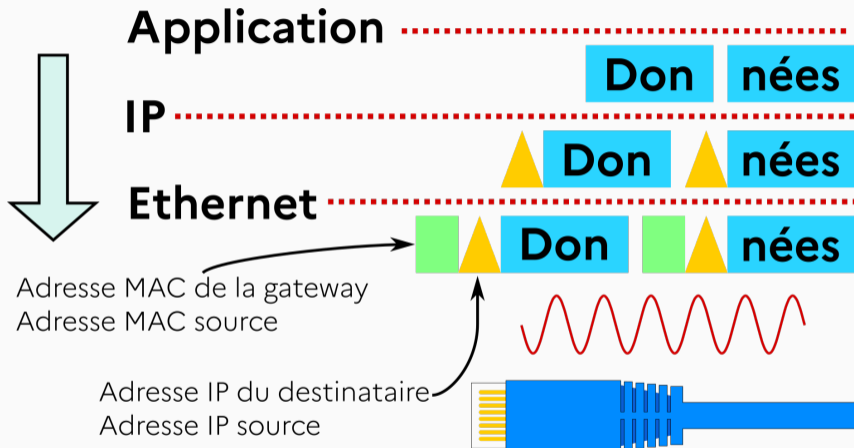 Application
Don nées
IP
Don nées
Ethernet
Don nées
Adresse MAC de la gateway
Adresse MAC source
Adresse IP du destinataire
Adresse IP source